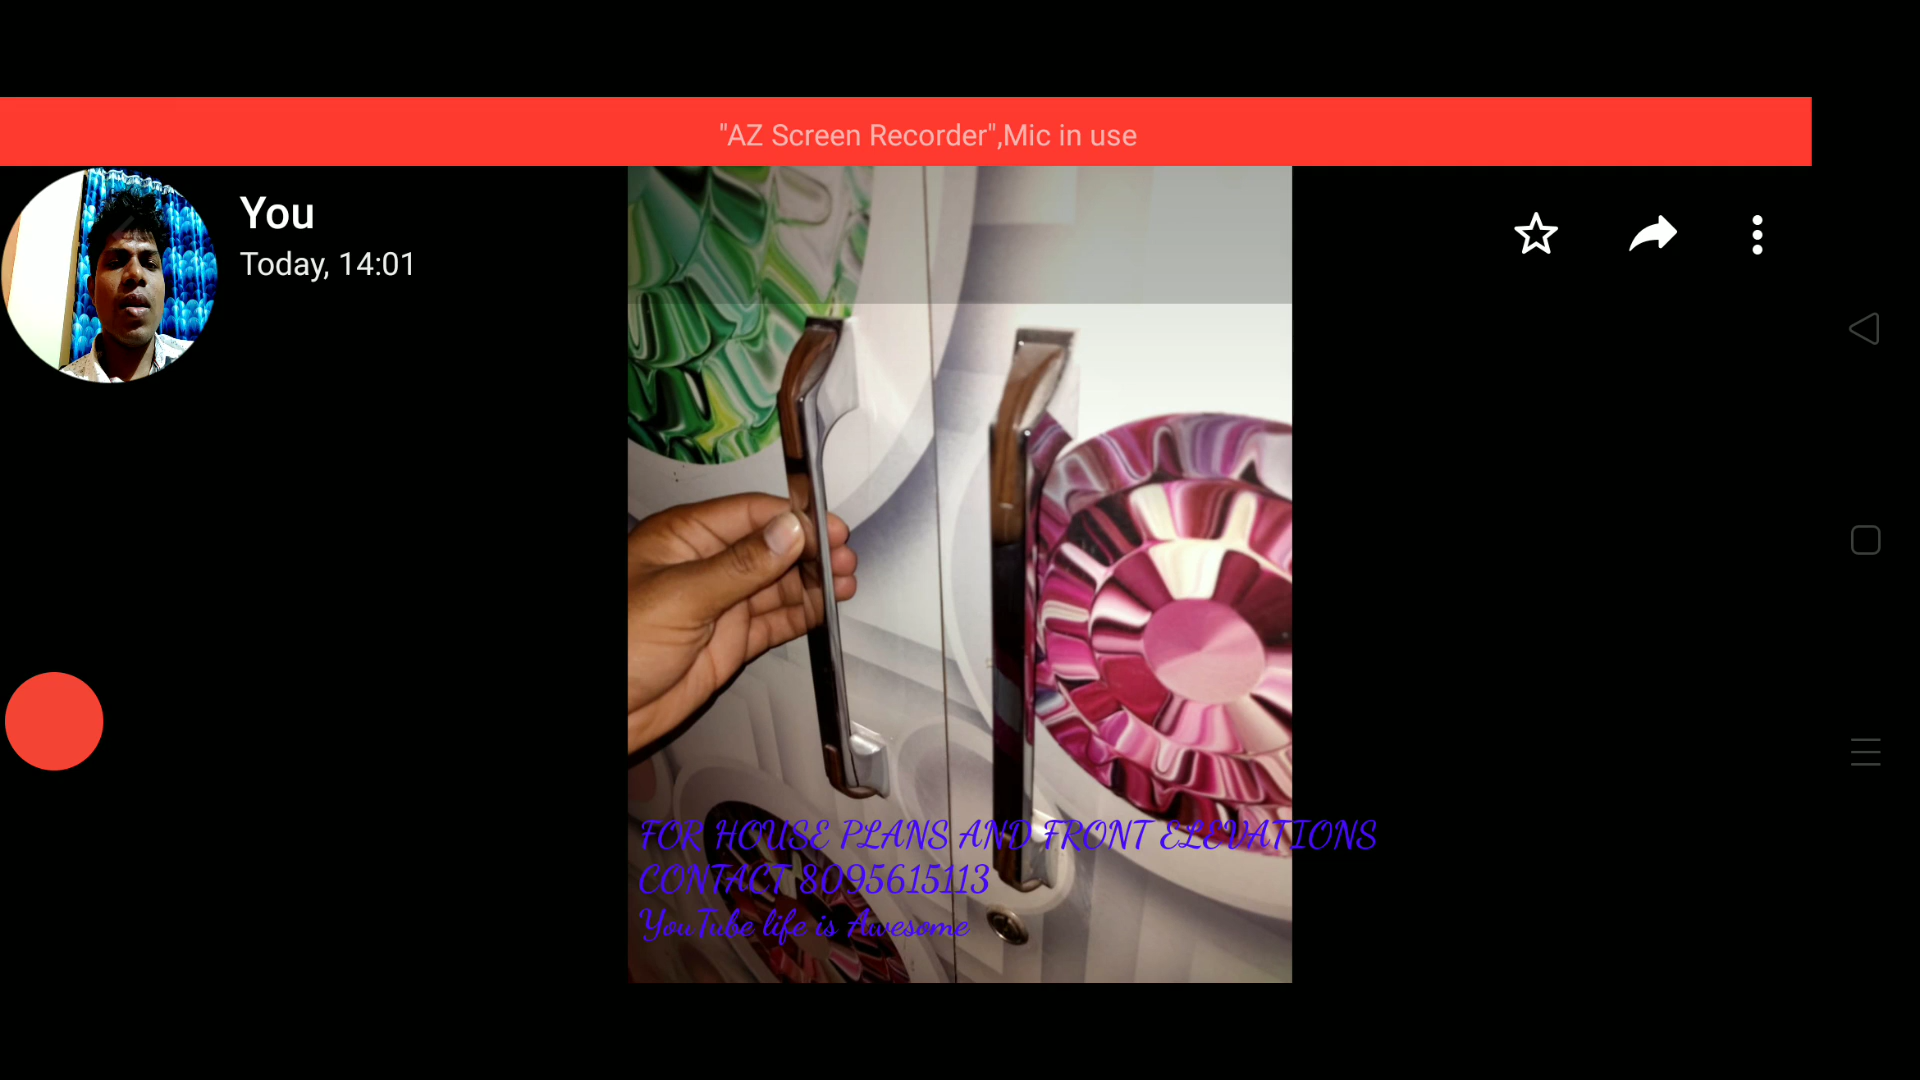 "AZ Screen Recorder",Mic in use
You
Today, 14:01
FOR HOUSE PLANS AND FRONT ELEVATIONS
CONTACT 8095615113
YouTube life is Awesome